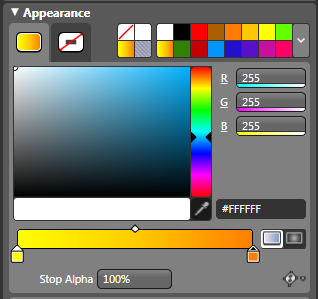 Appearance
R 255
G 255
B 255
#FFFFFF
Stop Alpha 100%